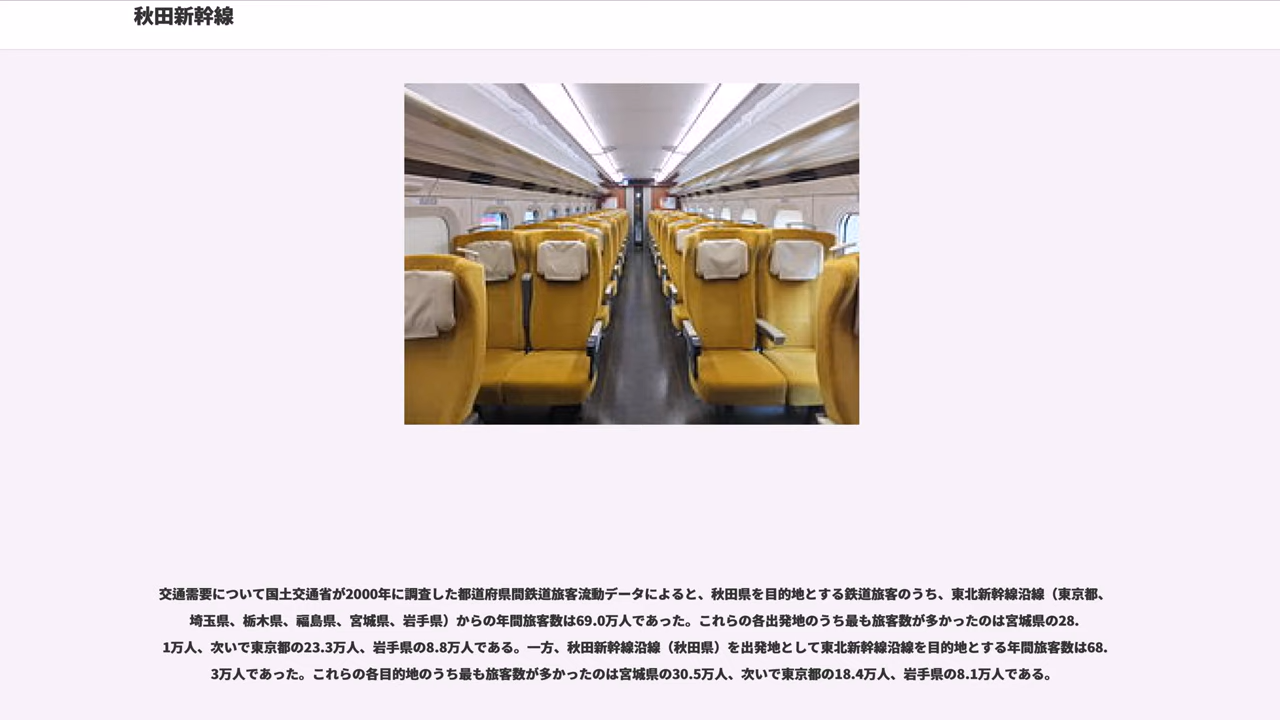 秋田新幹線
交通需要について国土交通省が2000年に調査した都道府県間鉄道旅客流動データによると、秋田県を目的地とする鉄道旅客のうち、東北新幹線沿線（東京都、
埼玉県、栃木県、福島県、宮城県、岩手県）からの年間旅客数は69.0万人であった。これらの各出発地のうち最も旅客数が多かったのは宮城県の28.
1万人、次いで東京都の23.3万人、岩手県の8.8万人である。一方、秋田新幹線沿線（秋田県）を出発地として東北新幹線沿線を目的地とする年間旅客数は68.
3万人であった。これらの各目的地のうち最も旅客数が多かったのは宮城県の30.5万人、次いで東京都の18.4万人、岩手県の8.1万人である。